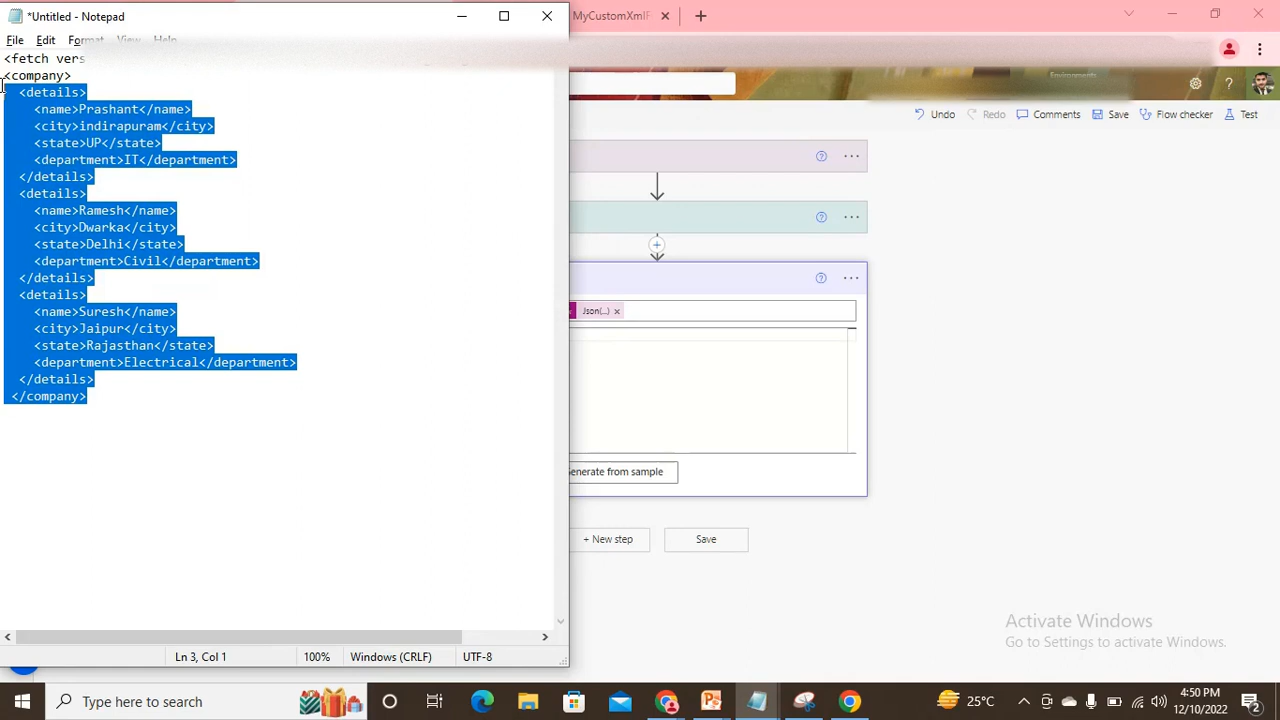 *Untitled - Notepad
MyCustomXmlF
File Edit Format View Help
<fetch vers
<company>
<details>
<name>Prashant</name>
<city>indirapuram</city>
<state>UP</state>
<department>IT</department>
</details>
<details>
<name>Ramesh</name>
<city>Dwarka</city>
<state>Delhi</state>
<department>Civil</department>
</details>
<details>
<name>Suresh</name>
<city>Jaipur</city>
<state>Rajasthan</state>
<department>Electrical</department>
</details>
</company>
Ln 3, Col 1 100% Windows (CRLF) UTF-8
Environments
Undo Redo Comments Save Flow checker Test
Json(...)
Generate from sample
+ New step Save
Activate Windows
Go to Settings to activate Windows.
Type here to search
25°C
4:50 PM
12/10/2022
2